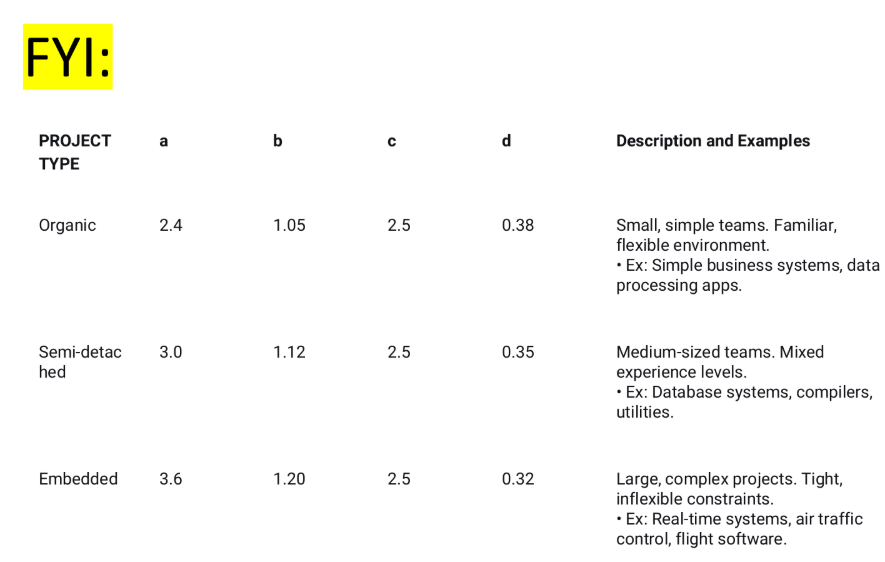 FYI:
PROJECT TYPE a b c d Description and Examples
Organic 2.4 1.05 2.5 0.38 Small, simple teams. Familiar,
flexible environment.
• Ex: Simple business systems, data
processing apps.
Semi-detac 3.0 1.12 2.5 0.35 Medium-sized teams. Mixed
hed experience levels.
• Ex: Database systems, compilers,
utilities.
Embedded 3.6 1.20 2.5 0.32 Large, complex projects. Tight,
inflexible constraints.
• Ex: Real-time systems, air traffic
control, flight software.